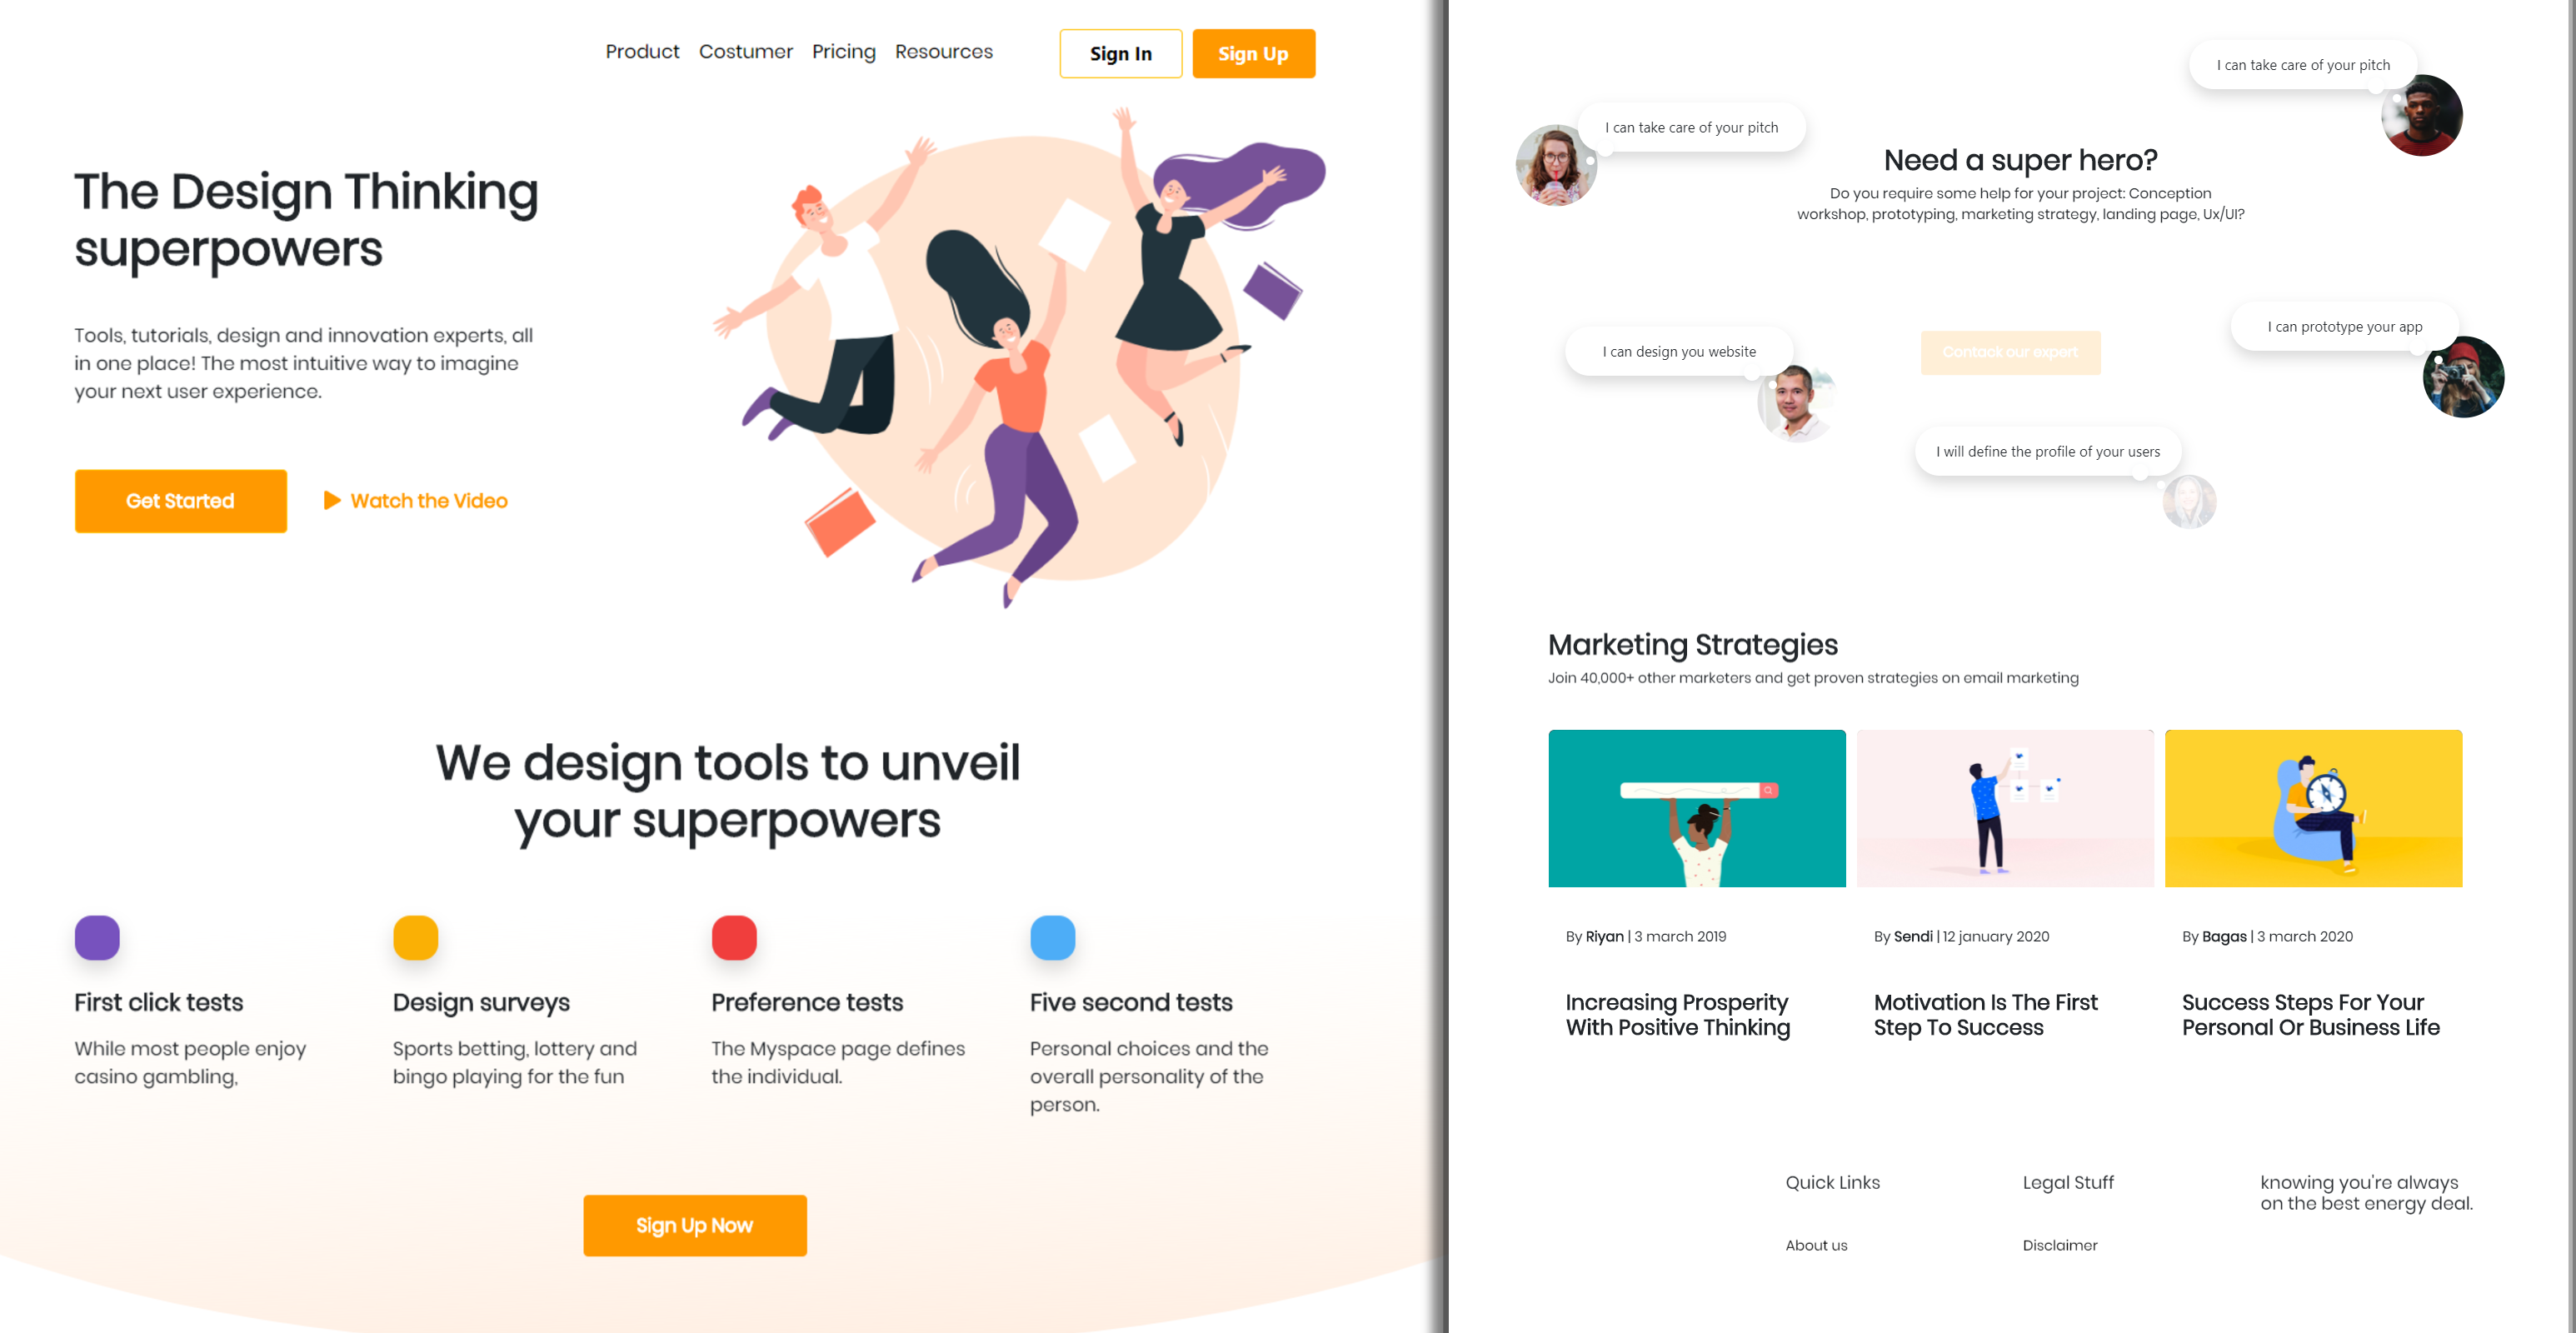 Product Costumer Pricing Resources Sign In Sign Up
The Design Thinking
superpowers
Tools, tutorials, design and innovation experts, all
in one place! The most intuitive way to imagine
your next user experience.
Get Started Watch the Video
We design tools to unveil
your superpowers
First click tests
While most people enjoy
casino gambling,
Design surveys
Sports betting, lottery and
bingo playing for the fun
Preference tests
The Myspace page defines
the individual.
Five second tests
Personal choices and the
overall personality of the
person.
Sign Up Now
I can take care of your pitch
I can take care of your pitch
Need a super hero?
Do you require some help for your project: Conception
workshop, prototyping, marketing strategy, landing page, Ux/UI?
I can design you website
Contack our expert
I can prototype your app
I will define the profile of your users
Marketing Strategies
Join 40,000+ other marketers and get proven strategies on email marketing
By Riyan | 3 march 2019
Increasing Prosperity
With Positive Thinking
By Sendi | 12 january 2020
Motivation Is The First
Step To Success
By Bagas | 3 march 2020
Success Steps For Your
Personal Or Business Life
Quick Links
About us
Legal Stuff
Disclaimer
knowing you're always
on the best energy deal.